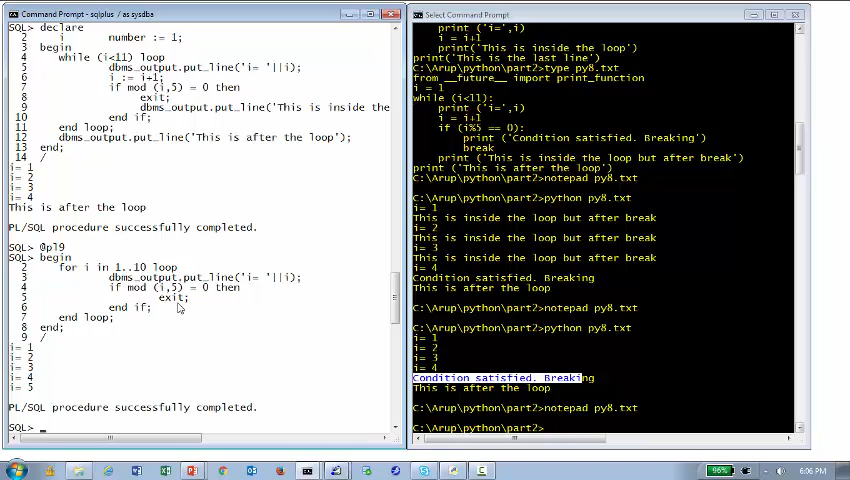 Command Prompt - sqlplus / as sysdba
SQL> declare
2 i number := 1;
3 begin
4 while (i<11) loop
5 dbms_output.put_line('i= '||i);
6 i := i+1;
7 if mod (i,5) = 0 then
8 exit;
9 dbms_output.put_line('This is inside the
10 end if;
11 end loop;
12 dbms_output.put_line('This is after the loop');
13 end;
14 /
i= 1
i= 2
i= 3
i= 4
This is after the loop
PL/SQL procedure successfully completed.
SQL> @pl9
SQL> begin
2 for i in 1..10 loop
3 dbms_output.put_line('i= '||i);
4 if mod (i,5) = 0 then
5 exit;
6 end if;
7 end loop;
8 end;
9 /
i= 1
i= 2
i= 3
i= 4
i= 5
PL/SQL procedure successfully completed.
SQL> _
Select Command Prompt
print ('i=',i)
i = i+1
print('This is inside the loop')
print('This is the last line')
C:\Arup\python\part2>type py8.txt
from __future__ import print_function
i = 1
while (i<11):
print ('i=',i)
i = i+1
if (i%5 == 0):
print ('Condition satisfied. Breaking')
break
print ('This is inside the loop but after break')
print ('This is after the loop')
C:\Arup\python\part2>notepad py8.txt
C:\Arup\python\part2>python py8.txt
i= 1
This is inside the loop but after break
i= 2
This is inside the loop but after break
i= 3
This is inside the loop but after break
i= 4
Condition satisfied. Breaking
This is after the loop
C:\Arup\python\part2>notepad py8.txt
C:\Arup\python\part2>python py8.txt
i= 1
i= 2
i= 3
i= 4
Condition satisfied. Breaking
This is after the loop
C:\Arup\python\part2>notepad py8.txt
C:\Arup\python\part2>
96%
6:06 PM